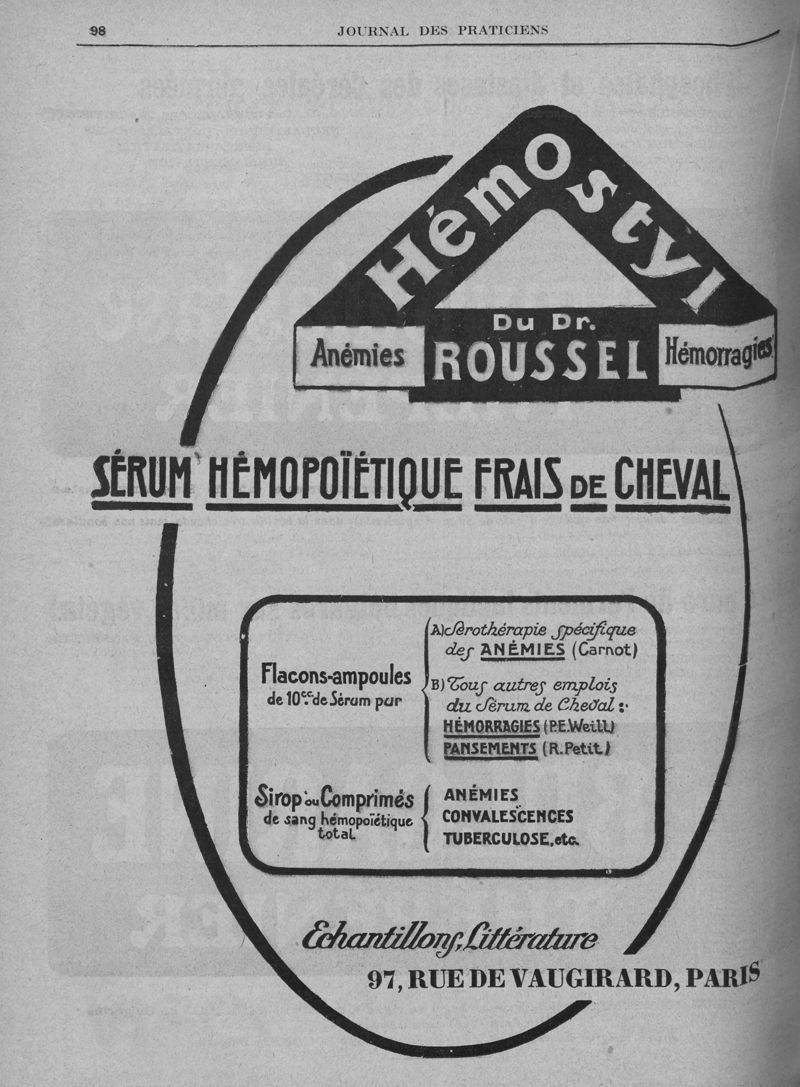 98
JOURNAL DES PRATICIENS
Hémostyl
Du Dr.
Anémies
ROUSSEL
Hémorragies
SÉRUM HÉMOPOÏÉTIQUE FRAIS DE CHEVAL
Flacons-ampoules
de 10cc. de Sérum pur
A) Sérothérapie spécifique
des ANÉMIES (Carnot)
B) Tous autres emplois
du Sérum de Cheval :
HÉMORRAGIES (P.E.Weill)
PANSEMENTS (R.Petit)
Sirop ou Comprimés
de sang hémopoïétique
total
ANÉMIES
CONVALESCENCES
TUBERCULOSE, etc.
Echantillons, Littérature
97, RUE DE VAUGIRARD, PARIS